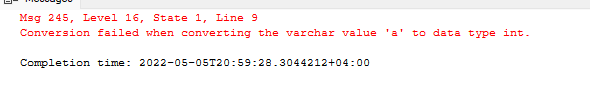 Messages
Msg 245, Level 16, State 1, Line 9
Conversion failed when converting the varchar value 'a' to data type int.
Completion time: 2022-05-05T20:59:28.3044212+04:00